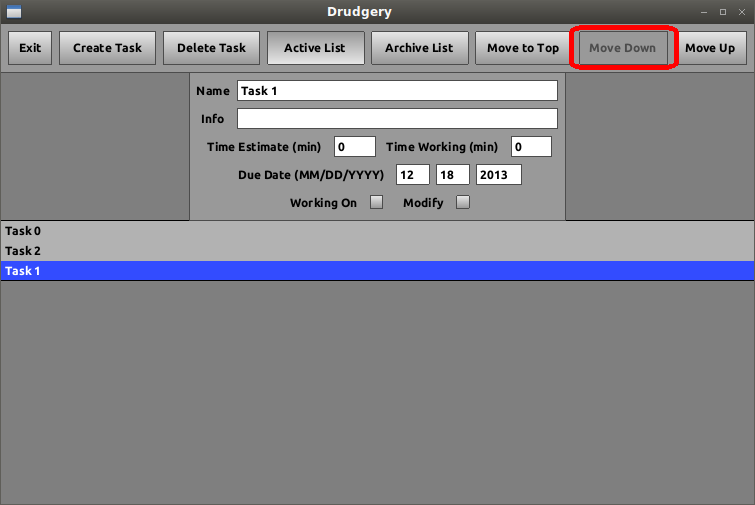 Drudgery
Exit Create Task Delete Task Active List Archive List Move to Top Move Down Move Up
Name Task 1
Info
Time Estimate (min) 0 Time Working (min) 0
Due Date (MM/DD/YYYY) 12 18 2013
Working On Modify
Task 0
Task 2
Task 1